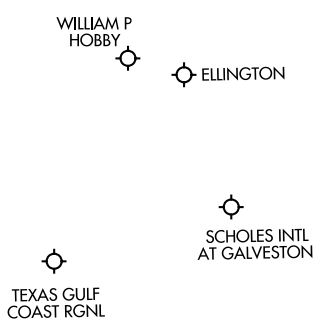 WILLIAM P
HOBBY
ELLINGTON
SCHOLES INTL
AT GALVESTON
TEXAS GULF
COAST RGNL